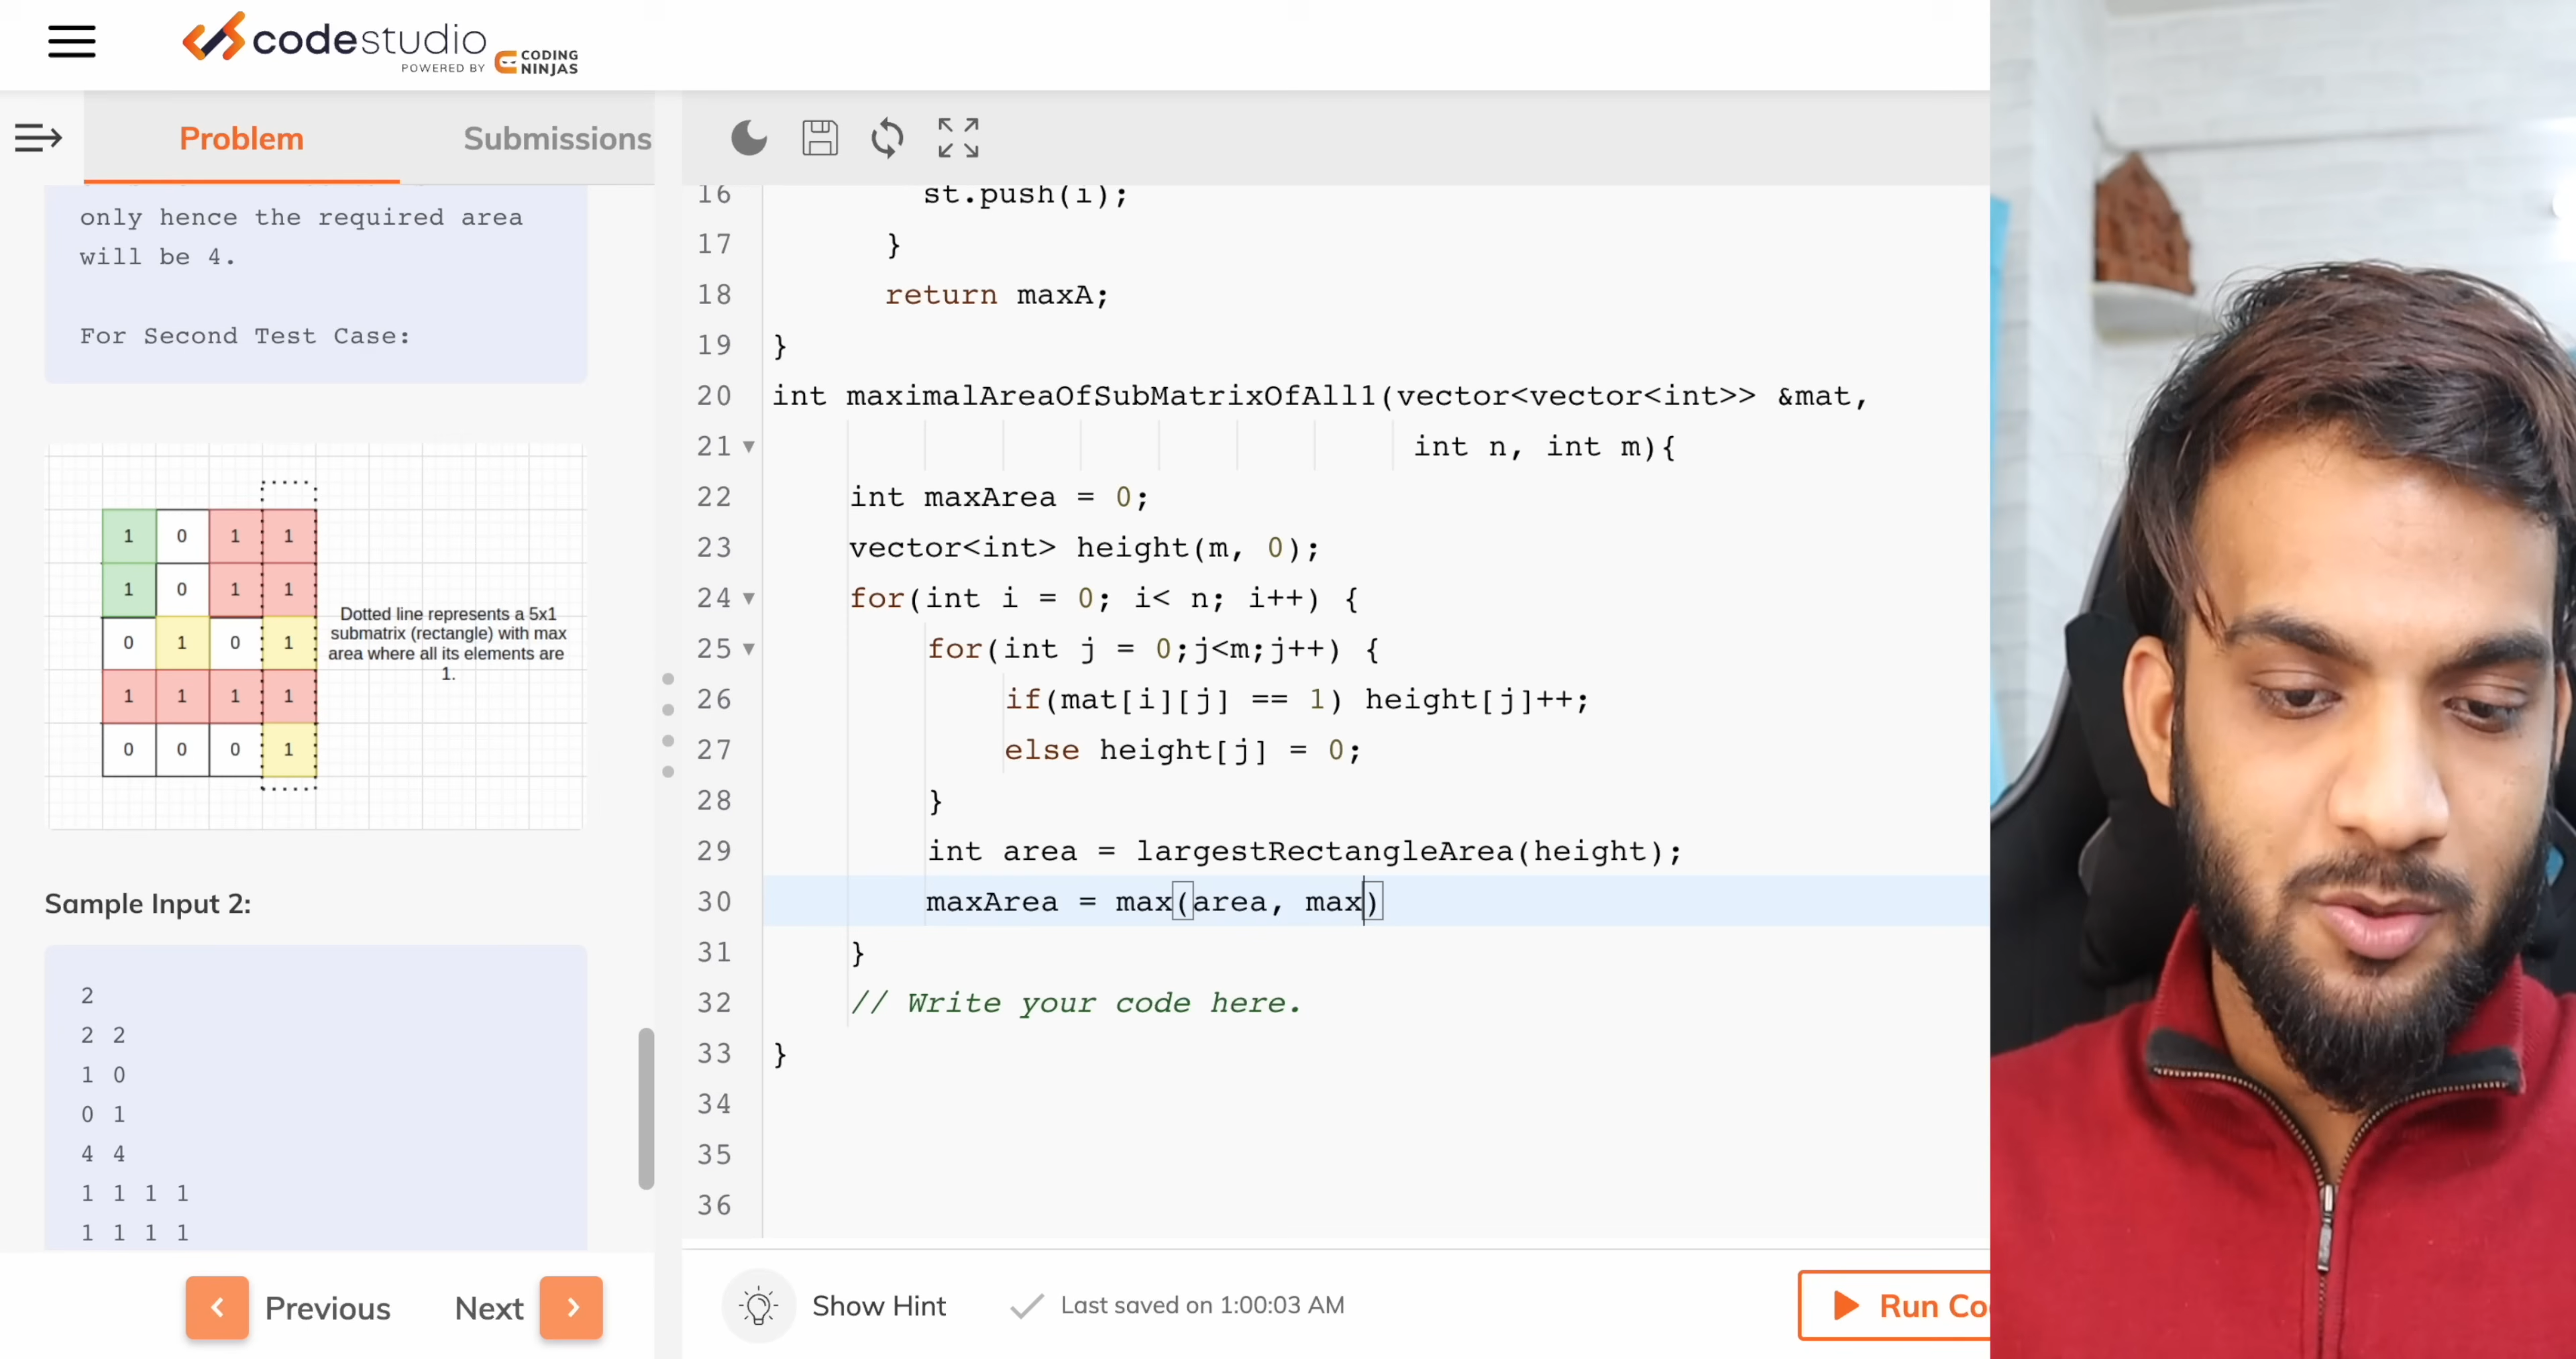 codestudio
POWERED BY CODING NINJAS
Problem
Submissions
only hence the required area
will be 4.
For Second Test Case:
1 0 1 1
1 0 1 1
0 1 0 1
1 1 1 1
0 0 0 1
Dotted line represents a 5x1
submatrix (rectangle) with max
area where all its elements are
1.
Sample Input 2:
2
2 2
1 0
0 1
4 4
1 1 1 1
1 1 1 1
Previous
Next
16 st.push(i);
17 }
18 return maxA;
19 }
20 int maximalAreaOfSubMatrixOfAll1(vector<vector<int>> &mat,
21 int n, int m){
22 int maxArea = 0;
23 vector<int> height(m, 0);
24 for(int i = 0; i< n; i++) {
25 for(int j = 0;j<m;j++) {
26 if(mat[i][j] == 1) height[j]++;
27 else height[j] = 0;
28 }
29 int area = largestRectangleArea(height);
30 maxArea = max(area, max)
31 }
32 // Write your code here.
33 }
34
35
36
Show Hint
Last saved on 1:00:03 AM
Run Co